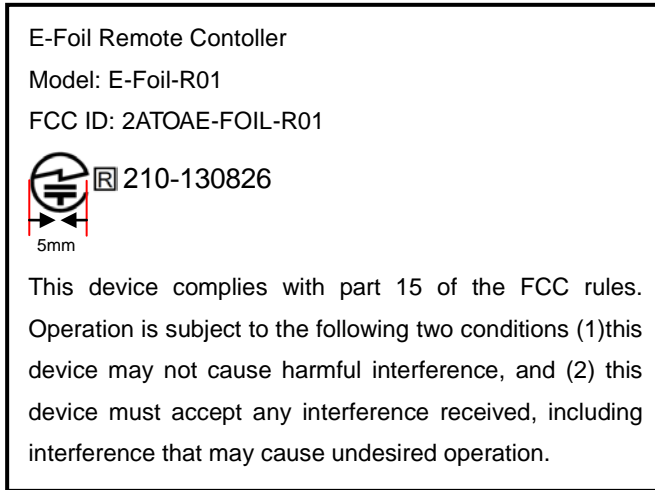 E-Foil Remote Contoller
Model: E-Foil-R01
FCC ID: 2ATOAE-FOIL-R01
R 210-130826
5mm
This device complies with part 15 of the FCC rules.
Operation is subject to the following two conditions (1)this
device may not cause harmful interference, and (2) this
device must accept any interference received, including
interference that may cause undesired operation.